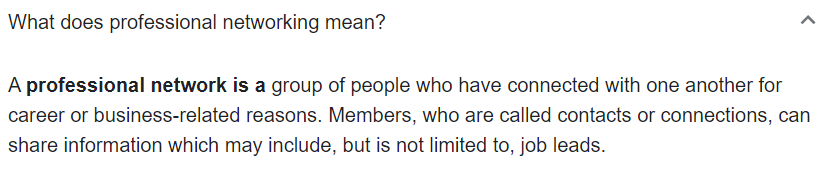 What does professional networking mean?
A professional network is a group of people who have connected with one another for
career or business-related reasons. Members, who are called contacts or connections, can
share information which may include, but is not limited to, job leads.